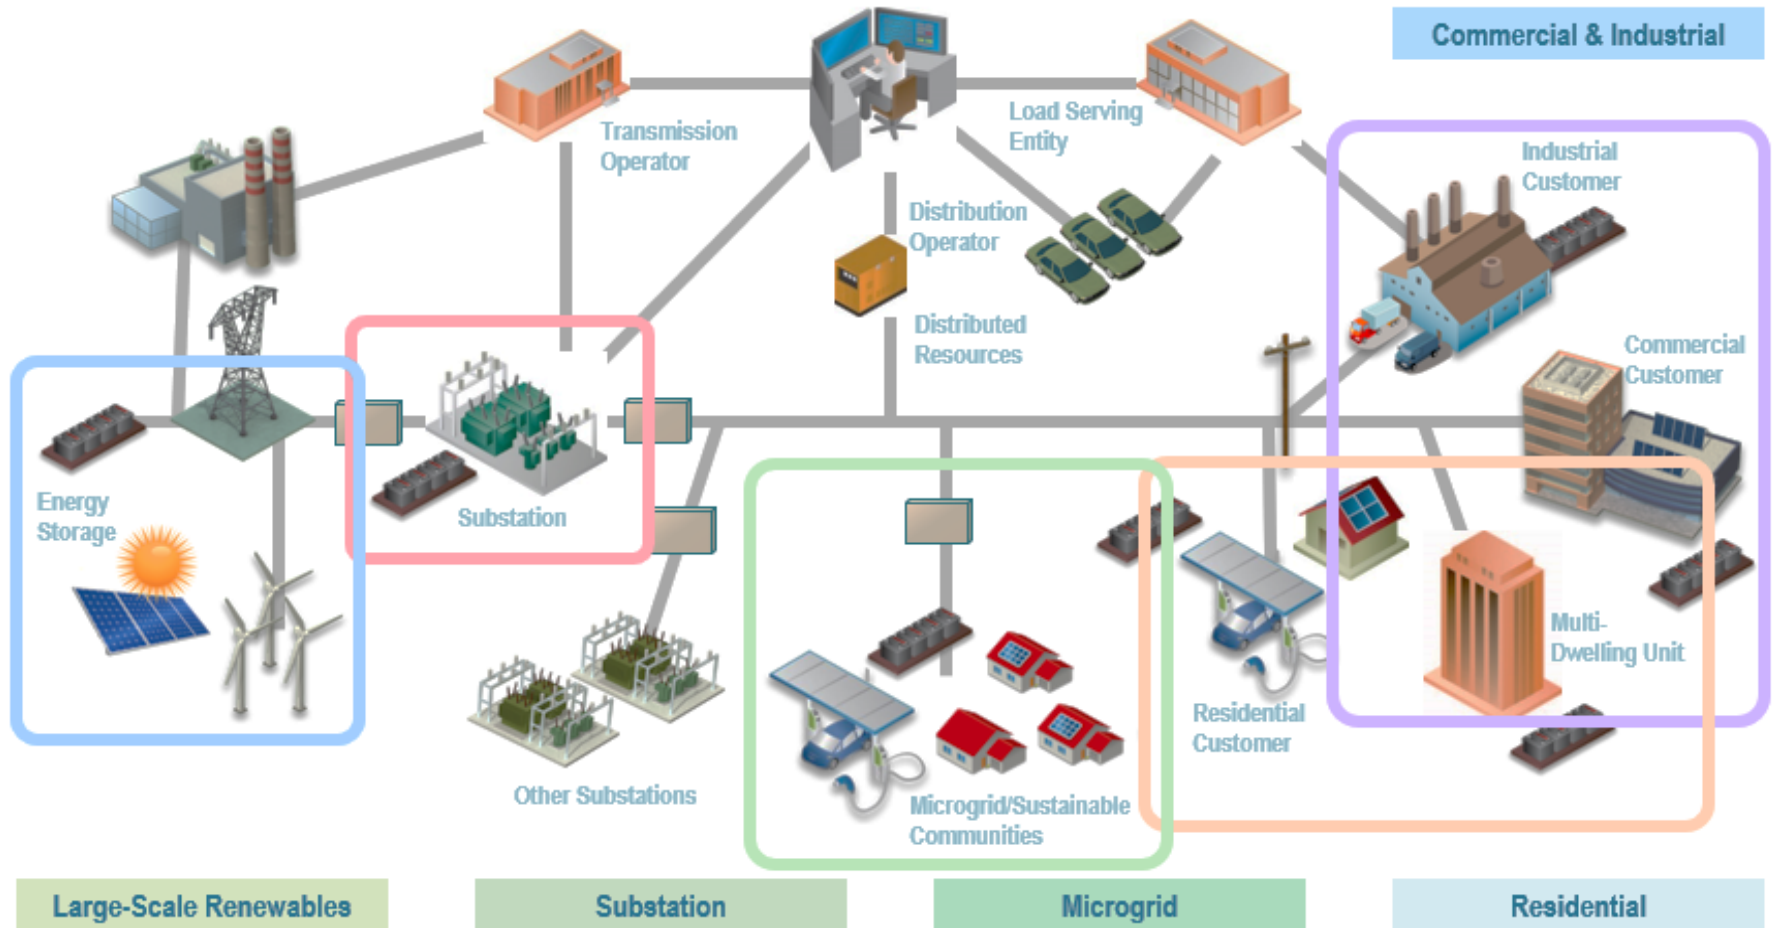 Commercial & Industrial
Transmission
Operator
Load Serving
Entity
Industrial
Customer
Distribution
Operator
Distributed
Resources
Commercial
Customer
Energy
Storage
Substation
Multi-
Dwelling Unit
Residential
Customer
Other Substations
Microgrid/Sustainable
Communities
Large-Scale Renewables
Substation
Microgrid
Residential